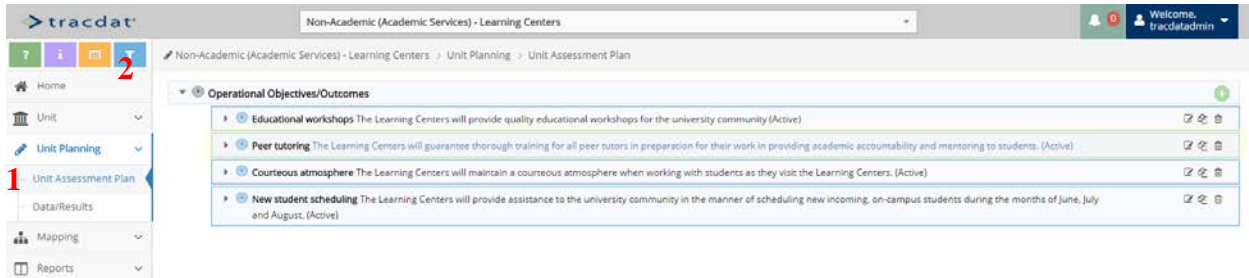 tracdat
Non-Academic (Academic Services) - Learning Centers
0
Welcome,
tracdatadmin
? i
2
Non-Academic (Academic Services) - Learning Centers > Unit Planning > Unit Assessment Plan
Home
Operational Objectives/Outcomes
Unit
Educational workshops The Learning Centers will provide quality educational workshops for the university community (Active)
Unit Planning
Peer tutoring The Learning Centers will guarantee thorough training for all peer tutors in preparation for their work in providing academic accountability and mentoring to students. (Active)
1
Unit Assessment Plan
Courteous atmosphere The Learning Centers will maintain a courteous atmosphere when working with students as they visit the Learning Centers. (Active)
Data/Results
New student scheduling The Learning Centers will provide assistance to the university community in the manner of scheduling new incoming, on-campus students during the months of June, July
and August. (Active)
Mapping
Reports